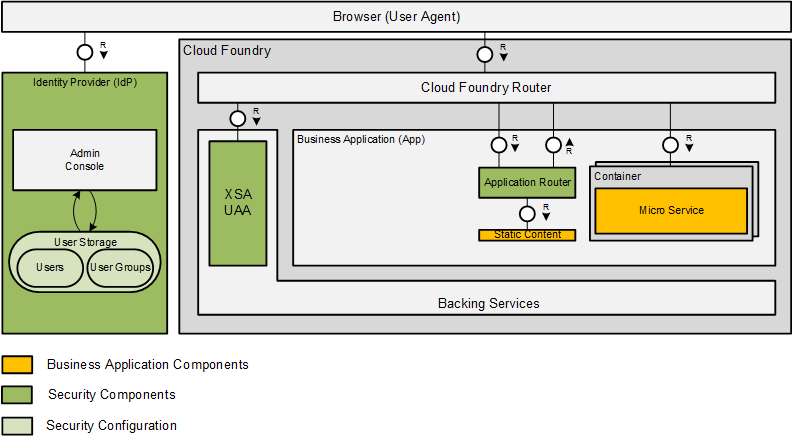 Browser (User Agent)
R
R
Cloud Foundry
Identity Provider (IdP)
Cloud Foundry Router
Admin
Console
User Storage
Users
User Groups
R
XSA
UAA
Business Application (App)
R
R
R
Application Router
R
Static Content
Container
Micro Service
Backing Services
Business Application Components
Security Components
Security Configuration